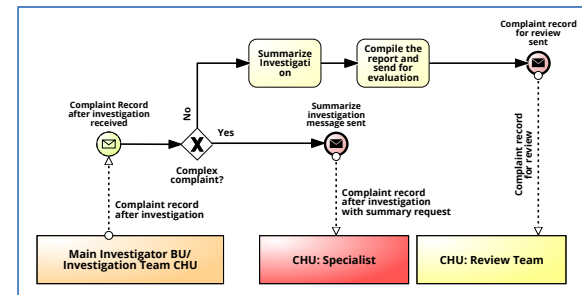 Complaint record
for review
sent
Summarize
Investigati
on
Compile the
report and
send for
evaluation
Complaint Record
after investigation
received
No
Summarize
investigation
message sent
Yes
X
Complex
complaint?
Complaint record
for review
Complaint record
after investigation
Complaint record
after investigation
with summary request
Main Investigator BU/
Investigation Team CHU
CHU: Specialist
CHU: Review Team